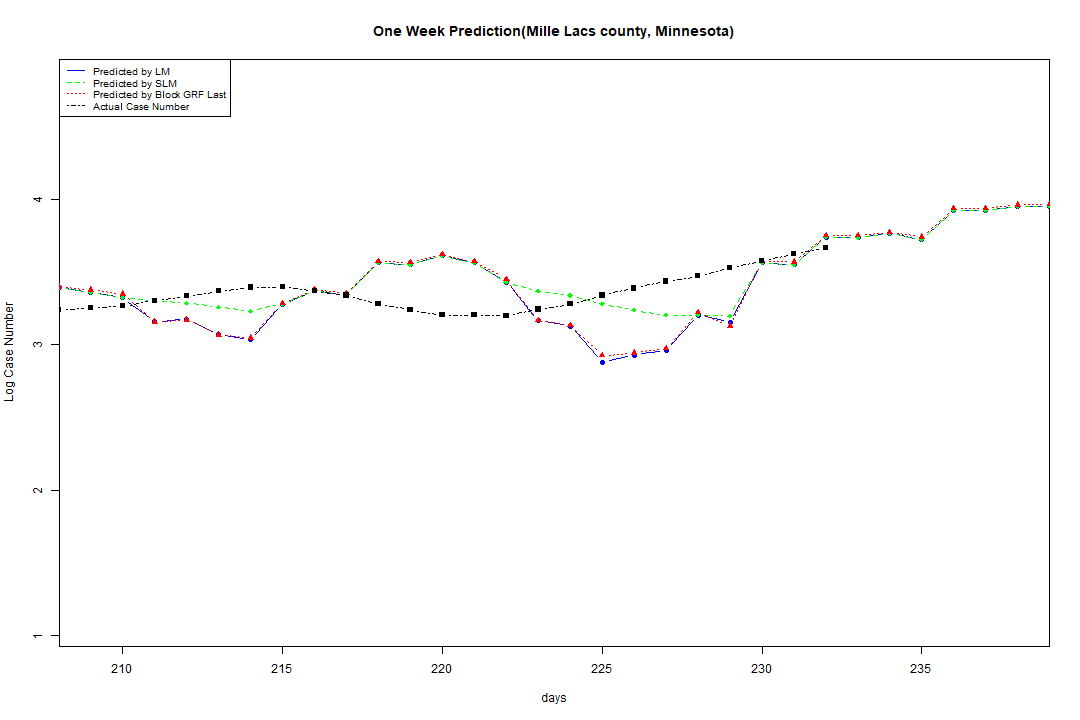 One Week Prediction(Mille Lacs county, Minnesota)
Predicted by LM
Predicted by SLM
Predicted by Block GRF Last
Actual Case Number
Log Case Number
4
3
2
1
210 215 220 225 230 235
days